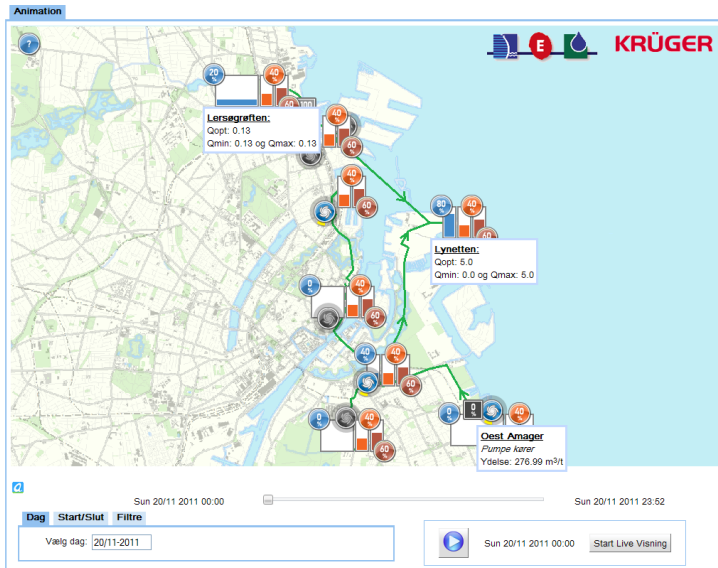 Animation
?
E
KRÜGER
20 %
40 %
60
100
Lersøgrøften:
Qopt: 0.13
Qmin: 0.13 og Qmax: 0.13
40 %
60 %
40 %
60 %
80 %
40 %
60
Lynetten:
Qopt: 5.0
Qmin: 0.0 og Qmax: 5.0
0 %
40 %
60 %
40 %
40 %
60 %
0 %
40 %
60 %
0 %
0 %
40 %
Oest Amager
Pumpe kører
Ydelse: 276.99 m³/t
Sun 20/11 2011 00:00
Sun 20/11 2011 23:52
Dag Start/Slut Filtre
Vælg dag: 20/11-2011
Sun 20/11 2011 00:00
Start Live Visning